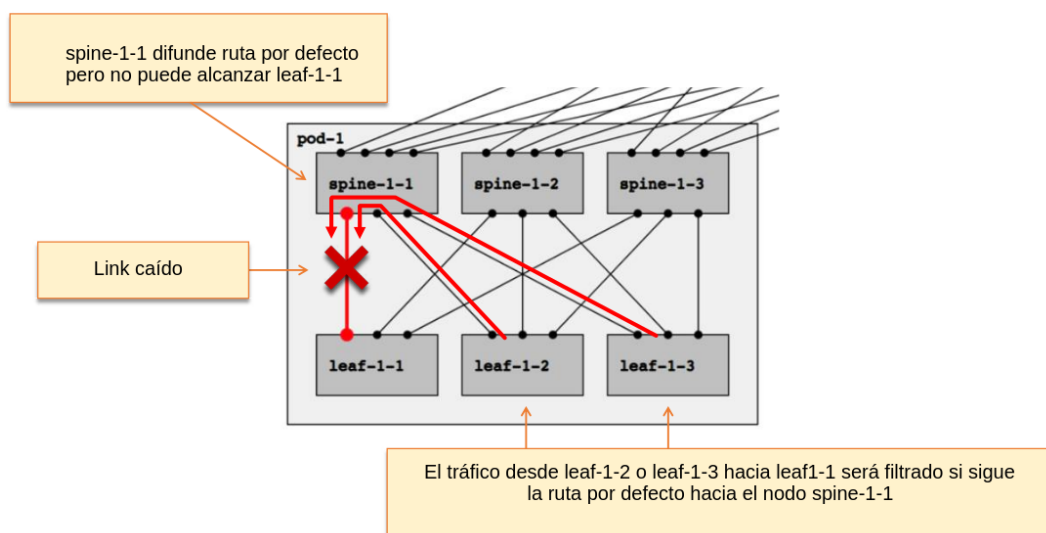 spine-1-1 difunde ruta por defecto
pero no puede alcanzar leaf-1-1
pod-1
spine-1-1
spine-1-2
spine-1-3
Link caído
leaf-1-1
leaf-1-2
leaf-1-3
El tráfico desde leaf-1-2 o leaf-1-3 hacia leaf1-1 será filtrado si sigue
la ruta por defecto hacia el nodo spine-1-1